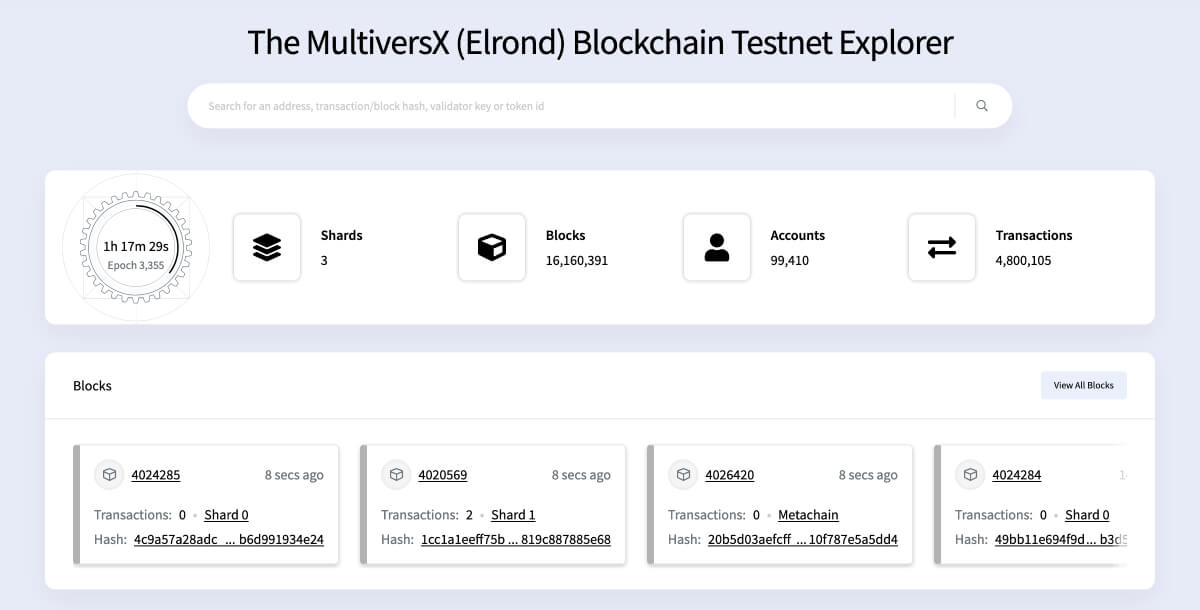 The MultiversX (Elrond) Blockchain Testnet Explorer
Search for an address, transaction/block hash, validator key or token id
1h 17m 29s
Epoch 3,355
Shards
3
Blocks
16,160,391
Accounts
99,410
Transactions
4,800,105
Blocks
View All Blocks
4024285 8 secs ago
Transactions: 0 • Shard 0
Hash: 4c9a57a28adc ... b6d991934e24
4020569 8 secs ago
Transactions: 2 • Shard 1
Hash: 1cc1a1eeff75b ... 819c887885e68
4026420 8 secs ago
Transactions: 0 • Metachain
Hash: 20b5d03aefcff ... 10f787e5a5dd4
4024284
Transactions: 0 • Shard 0
Hash: 49bb11e694f9d ... b3d5